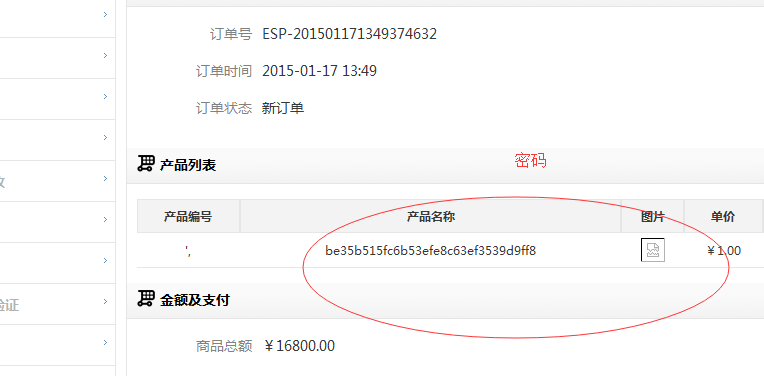 订单号 ESP-201501171349374632
订单时间 2015-01-17 13:49
订单状态 新订单
密码
产品列表
产品编号 产品名称 图片 单价
', be35b515fc6b53efe8c63ef3539d9ff8 ¥1.00
验证
金额及支付
商品总额 ¥16800.00